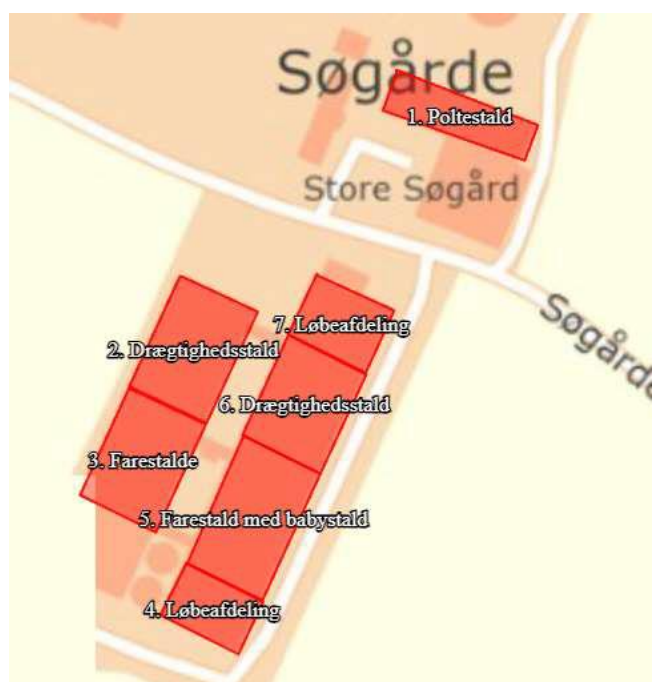 Søgårde
1. Poltestald
Store Søgård
Søgårde
7. Løbeafdeling
2. Drægtighedsstald
6. Drægtighedsstald
3. Farestalde
5. Farestald med babystald
4. Løbeafdeling